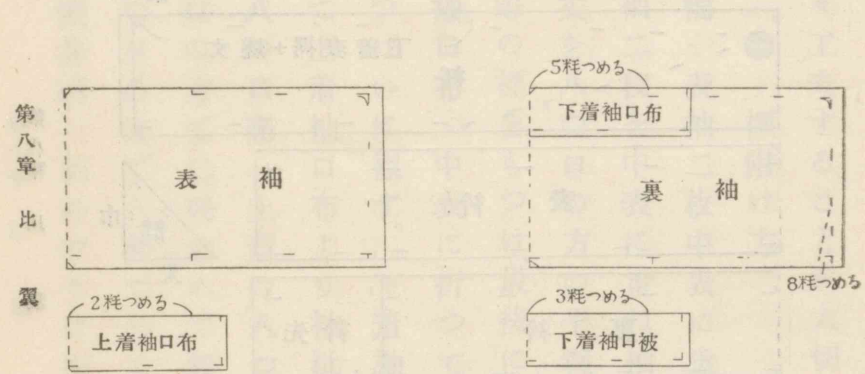 第八章 比翼
表袖
2粍つめる
上着袖口布
5粍つめる
下着袖口布
裏袖
8粍つめる
3粍つめる
下着袖口被